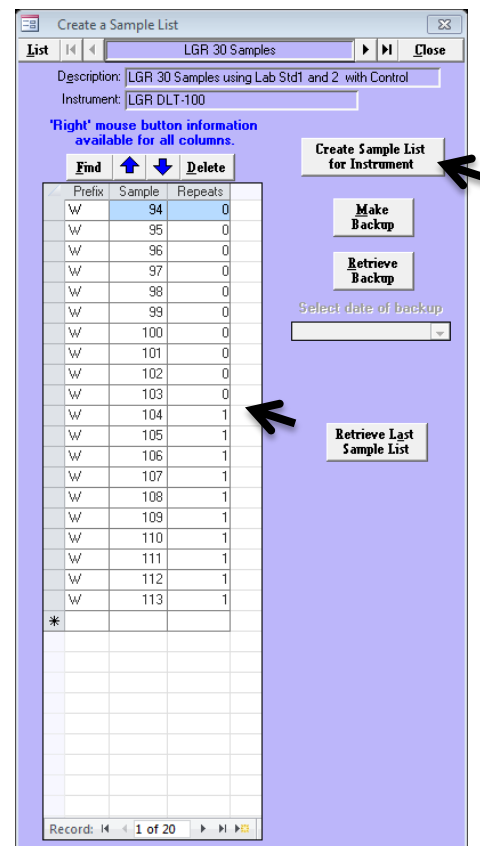 Create a Sample List
List LGR 30 Samples Close
Description: LGR 30 Samples using Lab Std1 and 2 with Control
Instrument: LGR DLT-100
'Right' mouse button information
available for all columns.
Create Sample List
for Instrument
Find Delete
Prefix Sample Repeats
W 94 0
W 95 0
W 96 0
W 97 0
W 98 0
W 99 0
W 100 0
W 101 0
W 102 0
W 103 0
W 104 1
W 105 1
W 106 1
W 107 1
W 108 1
W 109 1
W 110 1
W 111 1
W 112 1
W 113 1
*
Make
Backup
Retrieve
Backup
Select date of backup
Retrieve Last
Sample List
Record: 1 of 20